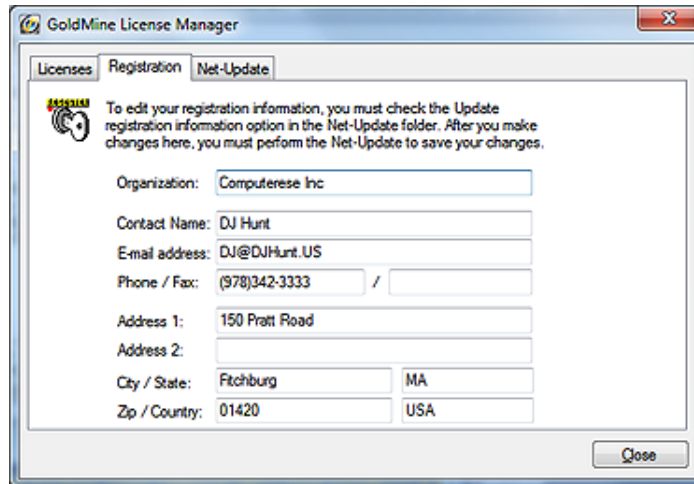 GoldMine License Manager
Licenses Registration Net-Update
To edit your registration information, you must check the Update
registration information option in the Net-Update folder. After you make
changes here, you must perform the Net-Update to save your changes.
Organization: Computerese Inc
Contact Name: DJ Hunt
E-mail address: DJ@DJHunt.US
Phone / Fax: (978)342-3333 /
Address 1: 150 Pratt Road
Address 2:
City / State: Fitchburg MA
Zip / Country: 01420 USA
Close